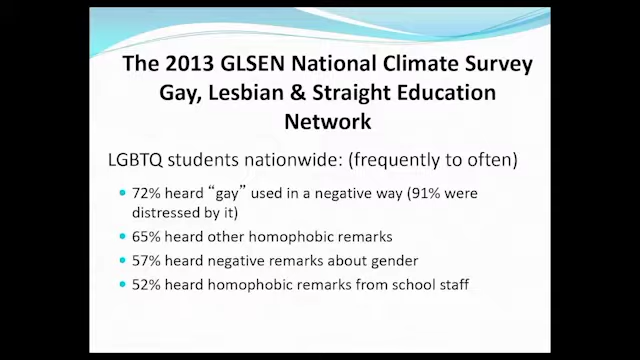 The 2013 GLSEN National Climate Survey
Gay, Lesbian & Straight Education
Network
LGBTQ students nationwide: (frequently to often)
72% heard “gay” used in a negative way (91% were
distressed by it)
65% heard other homophobic remarks
57% heard negative remarks about gender
52% heard homophobic remarks from school staff